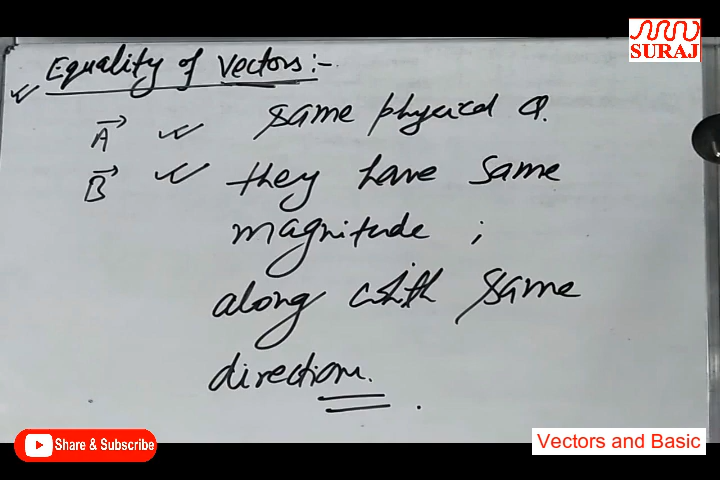 SURAJ
Equality of Vectors:-
A same physical Q.
B they have same
magnitude ;
along with same
direction.
Share & Subscribe
Vectors and Basic